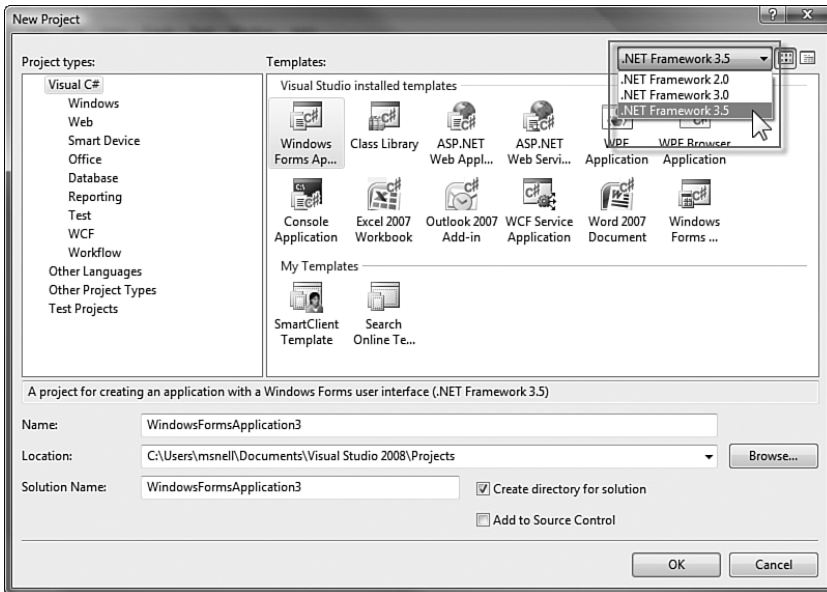 New Project
Project types:
Visual C#
Windows
Web
Smart Device
Office
Database
Reporting
Test
WCF
Workflow
Other Languages
Other Project Types
Test Projects
Templates:
.NET Framework 3.5
.NET Framework 2.0
.NET Framework 3.0
.NET Framework 3.5
Visual Studio installed templates
Windows
Forms Ap...
Class Library
ASP.NET
Web Appl...
ASP.NET
Web Servi...
WPF
Application
WPF Browser
Application
Console
Application
Excel 2007
Workbook
Outlook 2007
Add-in
WCF Service
Application
Word 2007
Document
Windows
Forms ...
My Templates
SmartClient
Template
Search
Online Te...
A project for creating an application with a Windows Forms user interface (.NET Framework 3.5)
Name:
WindowsFormsApplication3
Location:
C:\Users\msnell\Documents\Visual Studio 2008\Projects
Browse...
Solution Name:
WindowsFormsApplication3
Create directory for solution
Add to Source Control
OK
Cancel